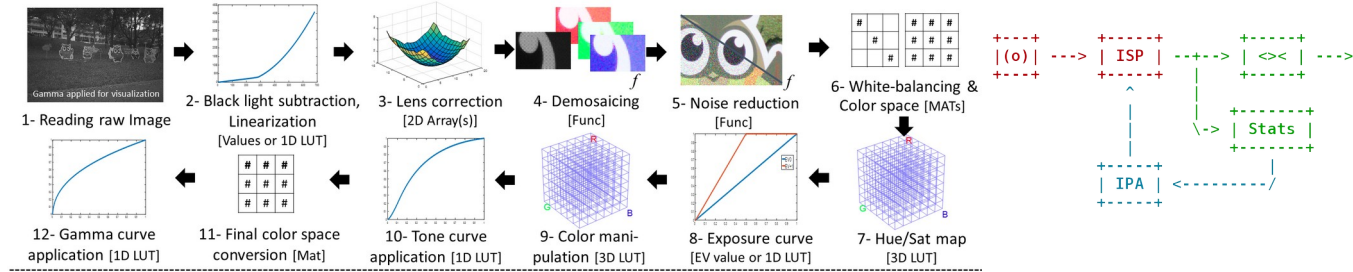 Gamma applied for visualization
1- Reading raw Image
2- Black light subtraction,
Linearization
[Values or 1D LUT]
3- Lens correction
[2D Array(s)]
f
4- Demosaicing
[Func]
f
5- Noise reduction
[Func]
# # # #
# # # #
# # # #
6- White-balancing &
Color space [MATs]
R
G
B
7- Hue/Sat map
[3D LUT]
8- Exposure curve
[EV value or 1D LUT]
R
G
B
9- Color mani-
pulation [3D LUT]
10- Tone curve
application [1D LUT]
# # #
# # #
# # #
11- Final color space
conversion [Mat]
12- Gamma curve
application [1D LUT]
+-----+ +-----+ +-----+
|(o)| ---> | ISP | --+--> | <>< | --->
+-----+ +-----+ +-----+
\-> | Stats |
| IPA | <-------/